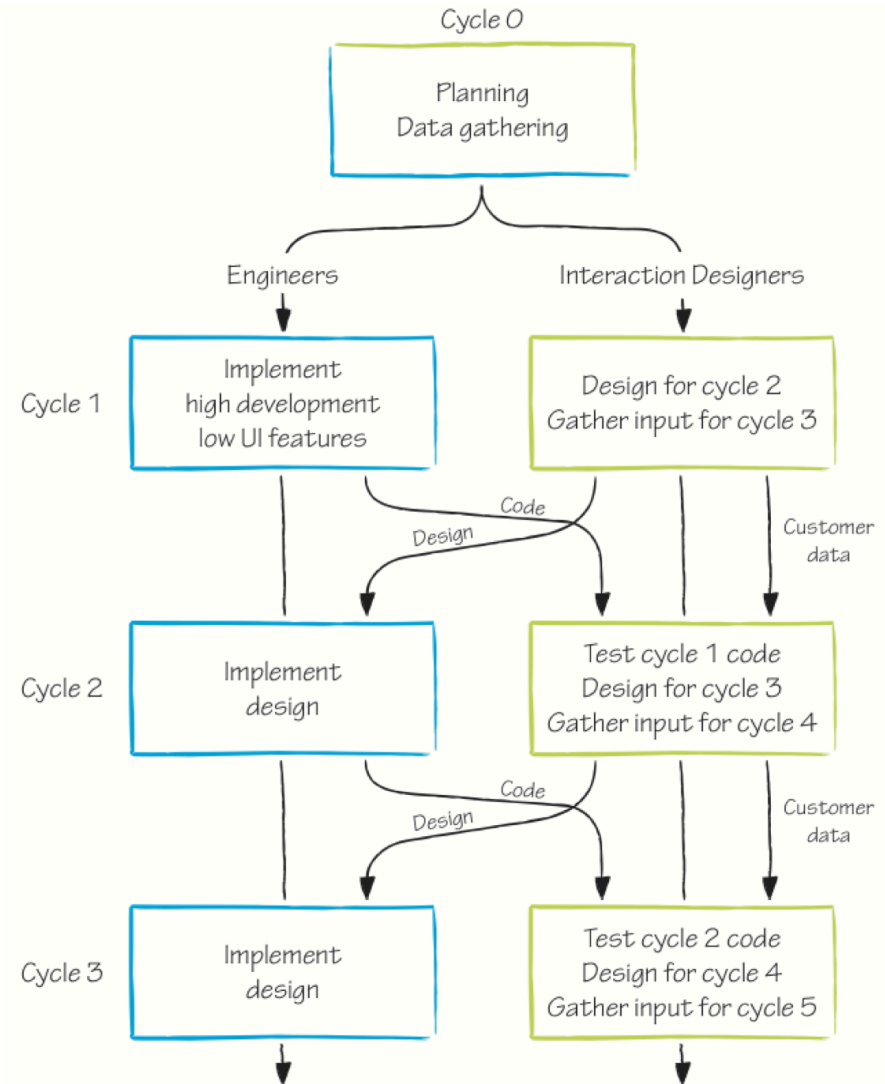 Cycle 0
Planning
Data gathering
Engineers
Interaction Designers
Cycle 1
Implement
high development
low UI features
Design for cycle 2
Gather input for cycle 3
Code
Design
Customer
data
Cycle 2
Implement
design
Test cycle 1 code
Design for cycle 3
Gather input for cycle 4
Code
Design
Customer
data
Cycle 3
Implement
design
Test cycle 2 code
Design for cycle 4
Gather input for cycle 5